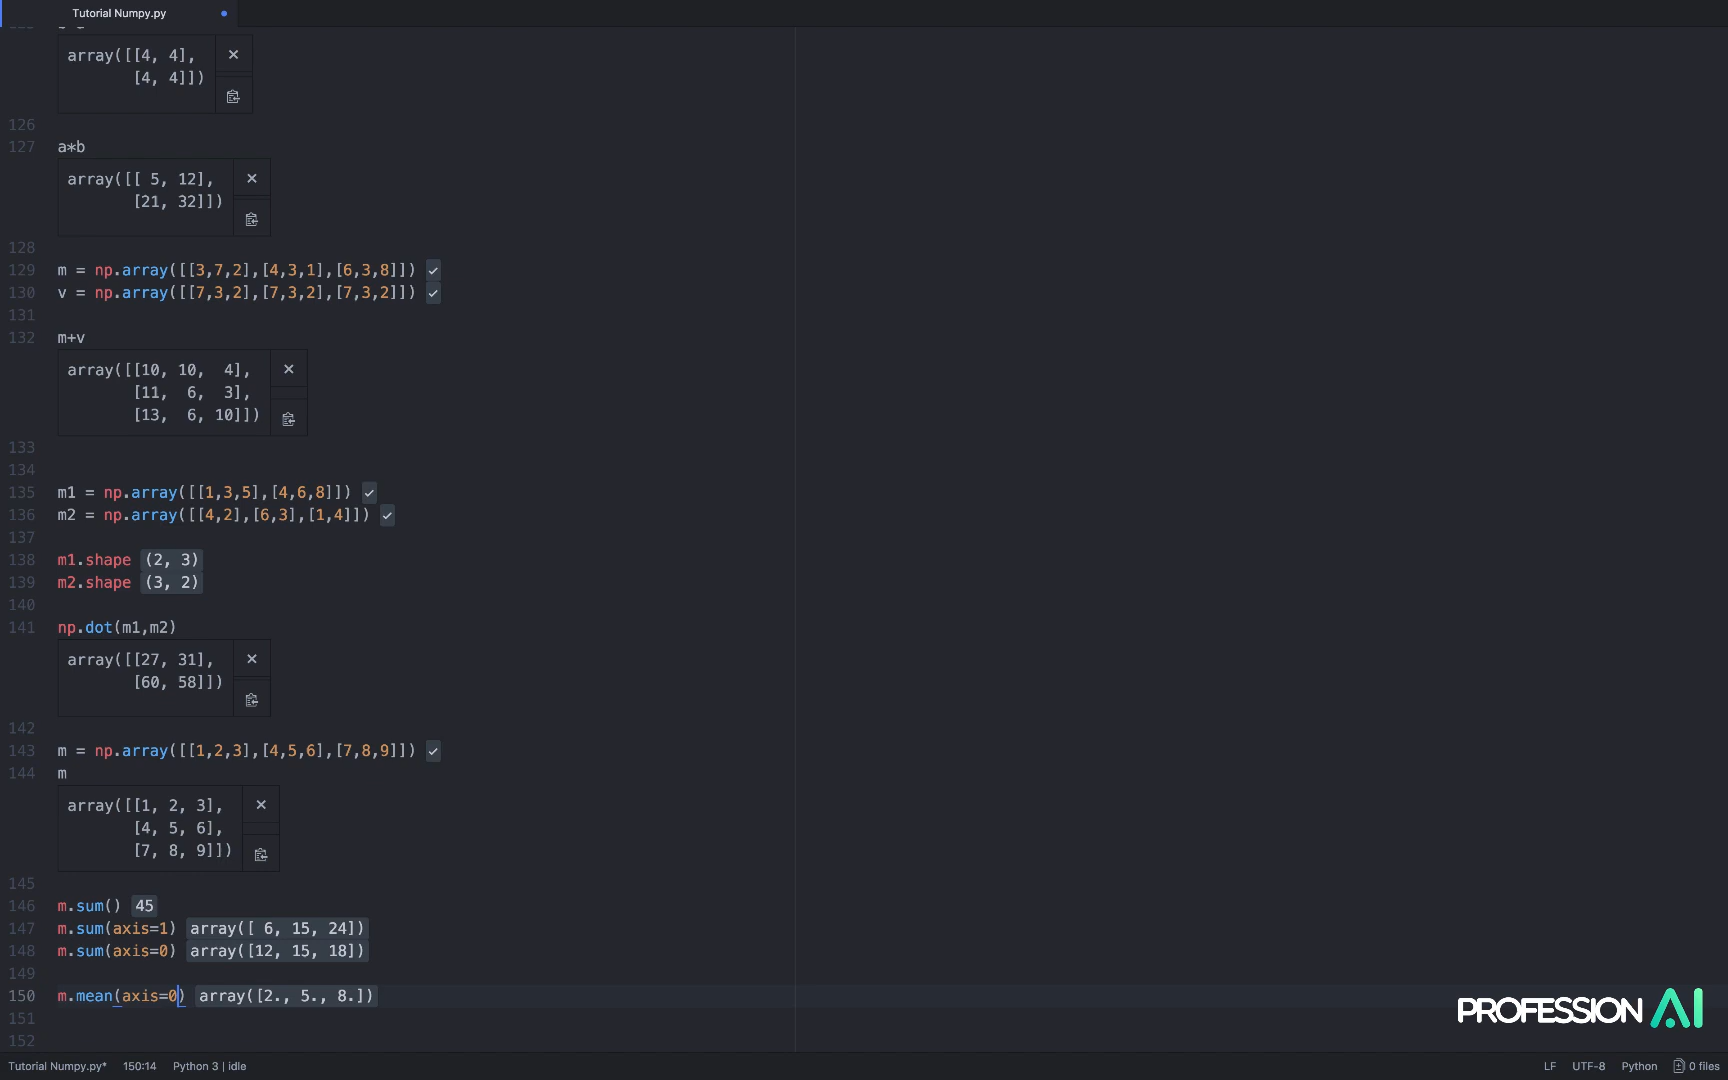 Tutorial Numpy.py
array([[4, 4],
[4, 4]])
126
127 a*b
array([[ 5, 12],
[21, 32]])
128
129 m = np.array([[3,7,2],[4,3,1],[6,3,8]])
130 v = np.array([[7,3,2],[7,3,2],[7,3,2]])
131
132 m+v
array([[10, 10,  4],
[11,  6,  3],
[13,  6, 10]])
133
134
135 m1 = np.array([[1,3,5],[4,6,8]])
136 m2 = np.array([[4,2],[6,3],[1,4]])
137
138 m1.shape (2, 3)
139 m2.shape (3, 2)
140
141 np.dot(m1,m2)
array([[27, 31],
[60, 58]])
142
143 m = np.array([[1,2,3],[4,5,6],[7,8,9]])
144 m
array([[1, 2, 3],
[4, 5, 6],
[7, 8, 9]])
145
146 m.sum() 45
147 m.sum(axis=1) array([ 6, 15, 24])
148 m.sum(axis=0) array([12, 15, 18])
149
150 m.mean(axis=0) array([2., 5., 8.])
151
152
PROFESSION AI
Tutorial Numpy.py* 150:14 Python 3 | idle LF UTF-8 Python 0 files